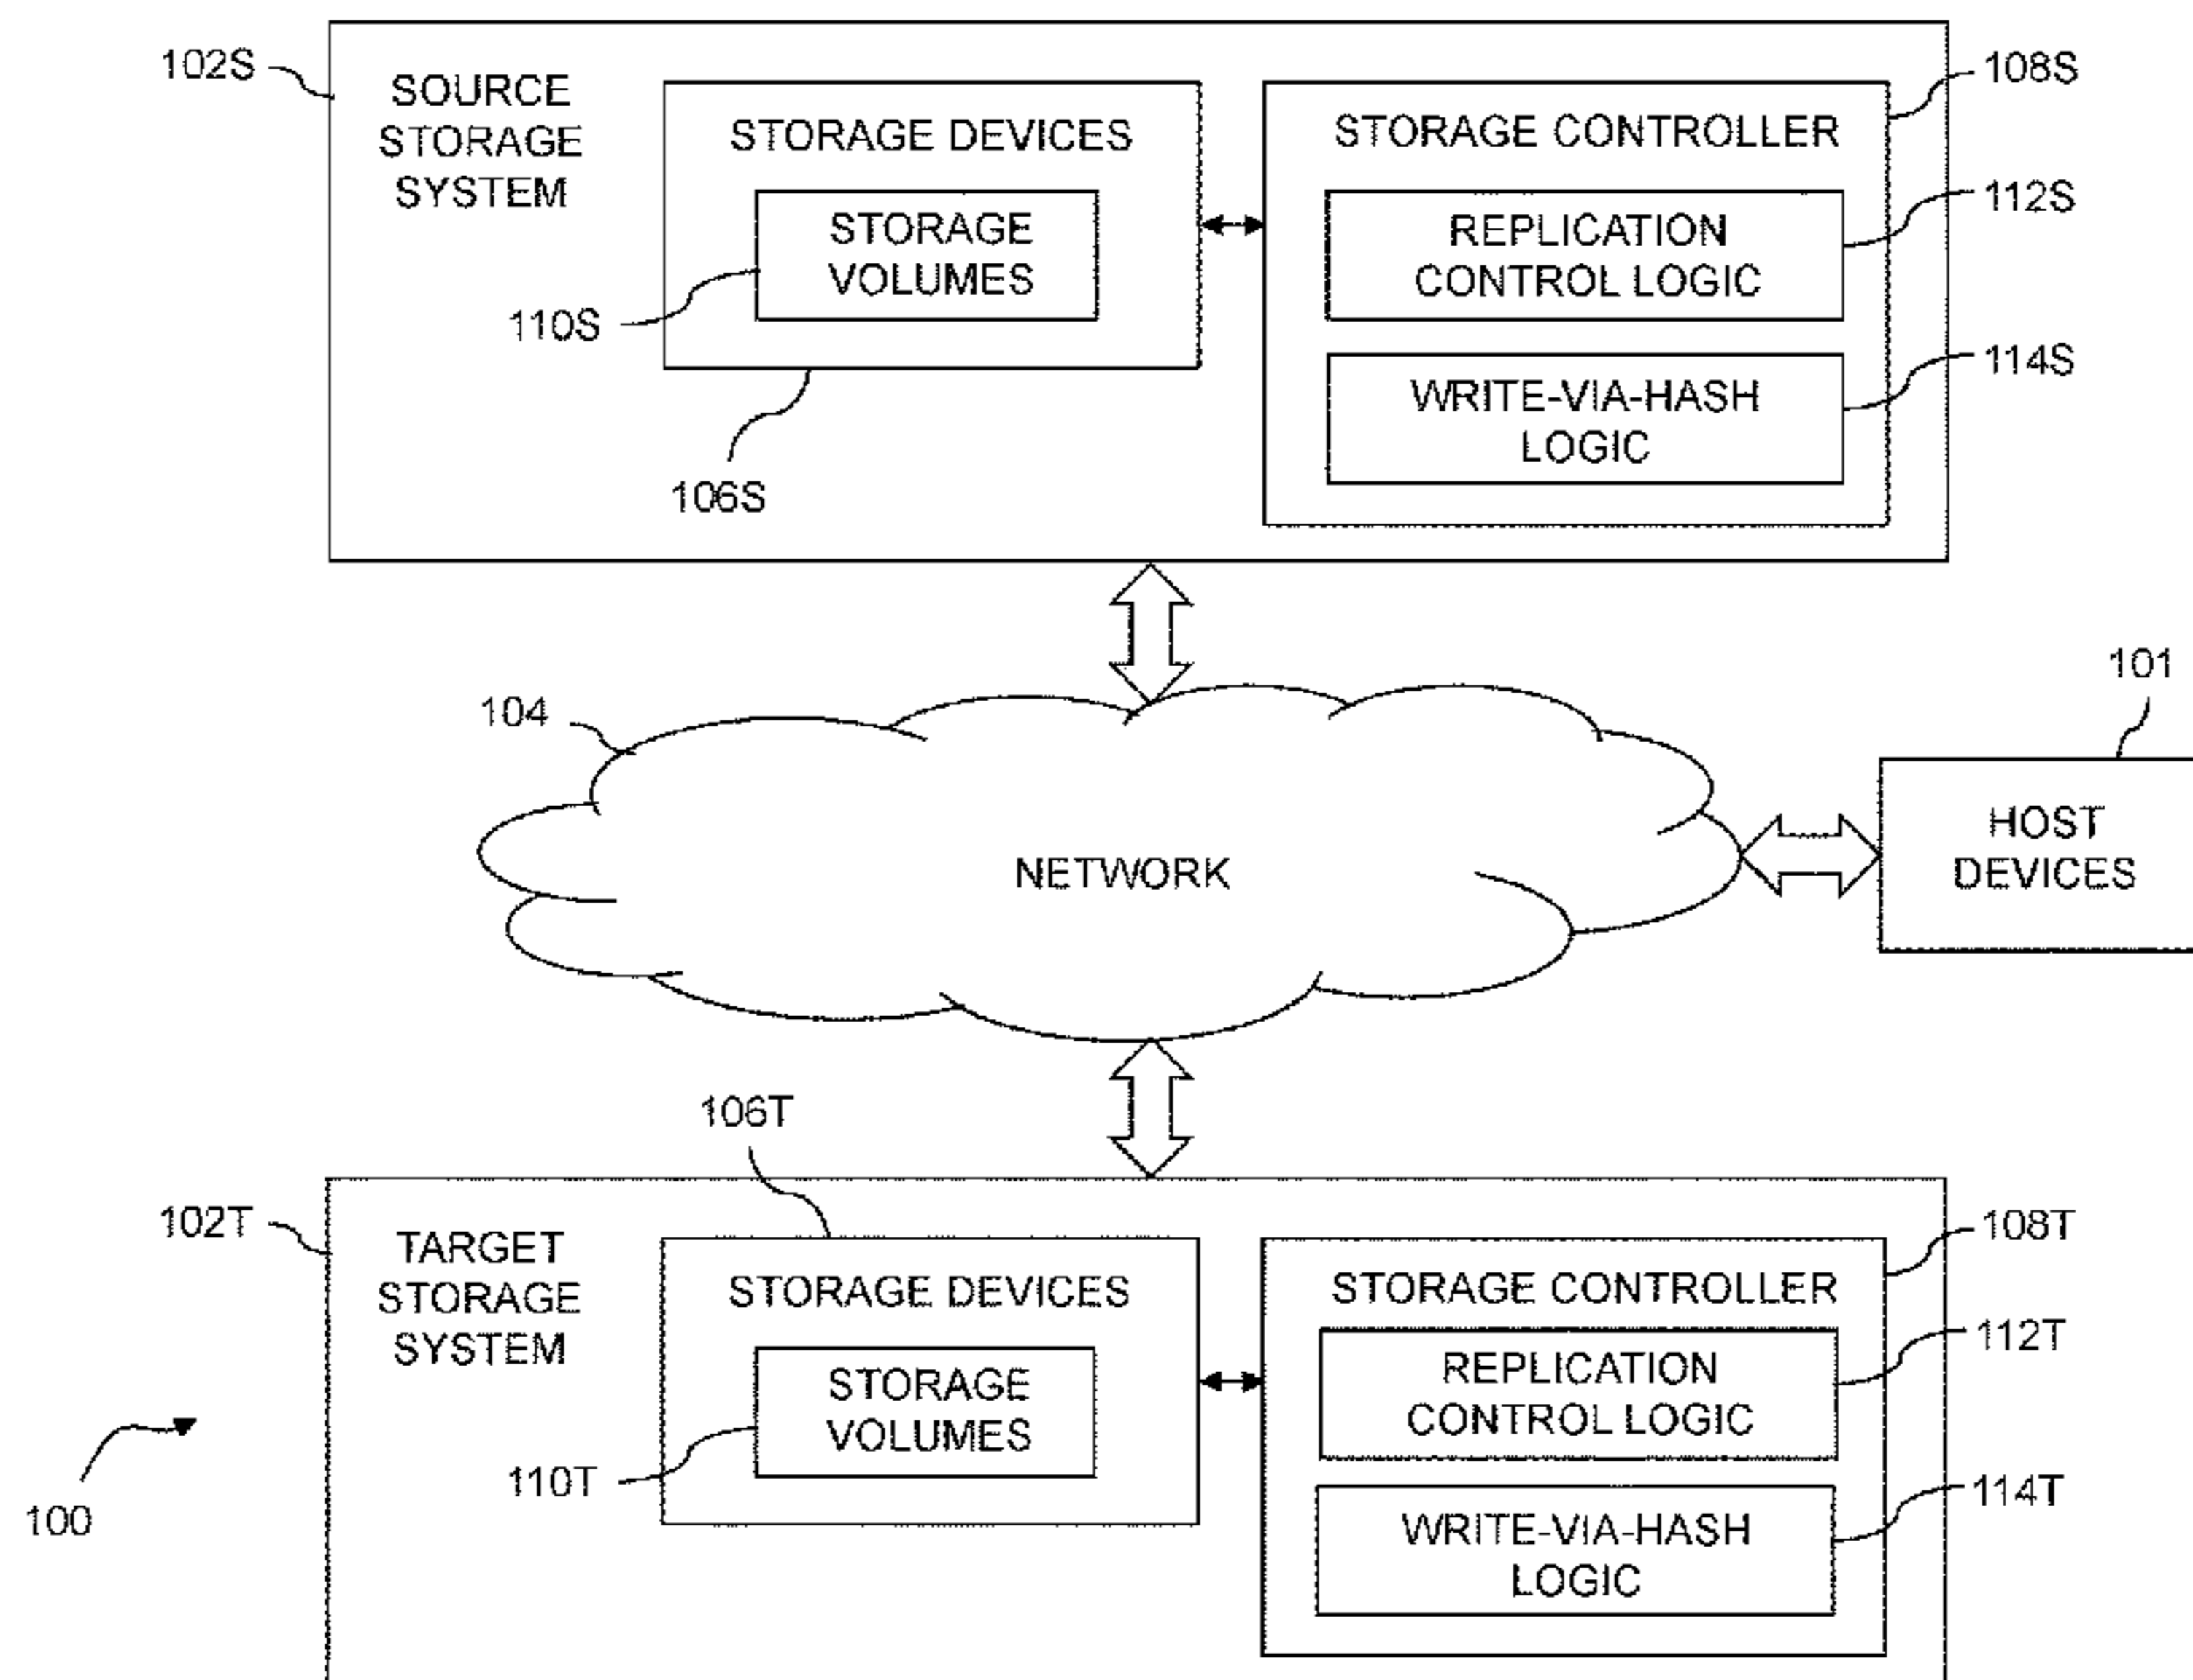 102S
SOURCE
STORAGE
SYSTEM
STORAGE DEVICES
STORAGE
VOLUMES
110S
106S
STORAGE CONTROLLER
REPLICATION
CONTROL LOGIC
WRITE-VIA-HASH
LOGIC
108S
112S
114S
104
NETWORK
101
HOST
DEVICES
106T
102T
TARGET
STORAGE
SYSTEM
STORAGE DEVICES
STORAGE
VOLUMES
110T
STORAGE CONTROLLER
REPLICATION
CONTROL LOGIC
WRITE-VIA-HASH
LOGIC
108T
112T
114T
100